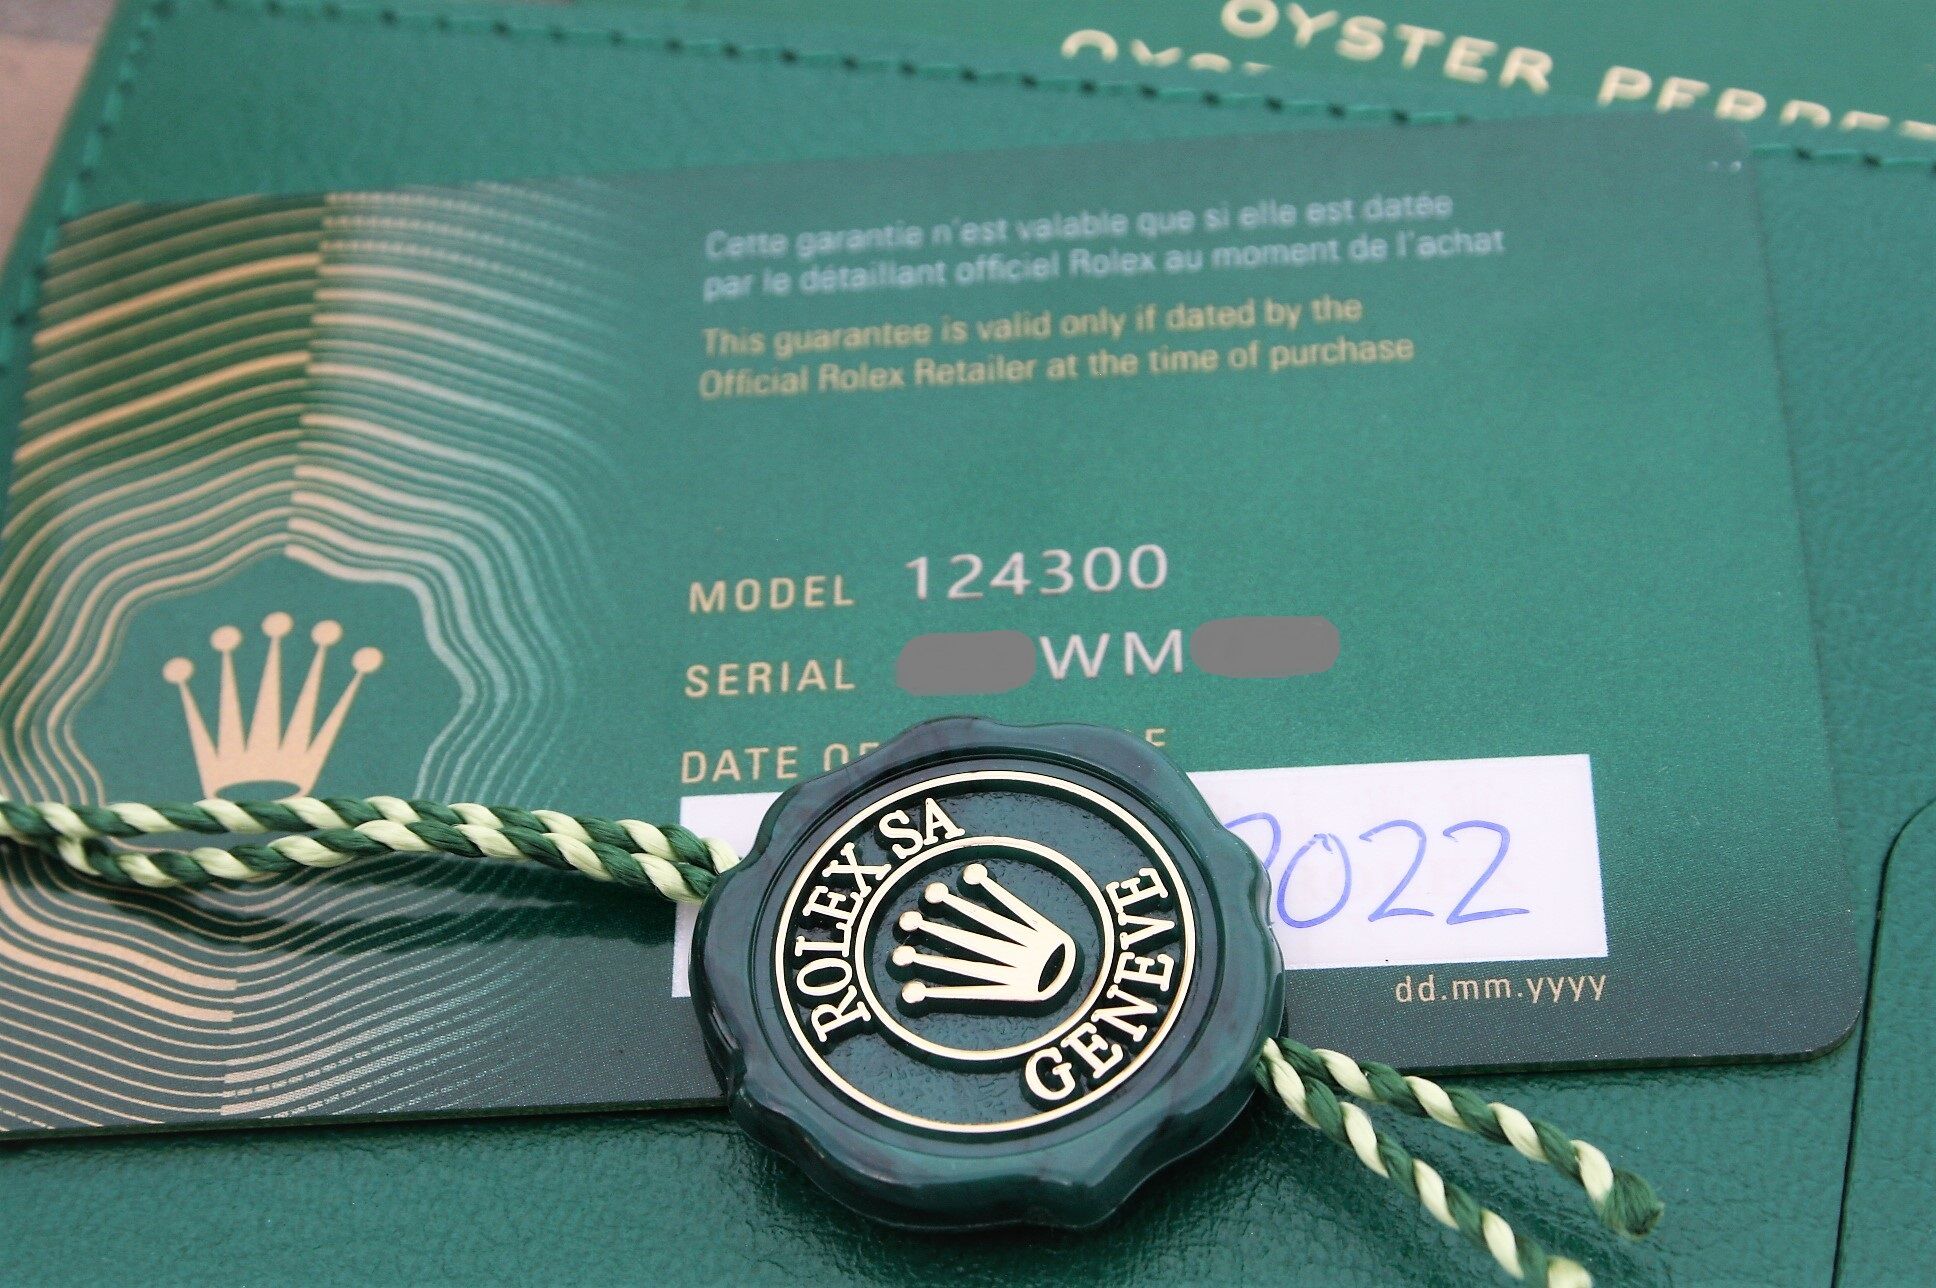 OYSTER
Cette garantie n'est valable que si elle est datée
par le détaillant officiel Rolex au moment de l'achat
This guarantee is valid only if dated by the
Official Rolex Retailer at the time of purchase
MODEL 124300
SERIAL WM
DATE
2022
dd.mm.yyyy
ROLEX SA
GENEVE